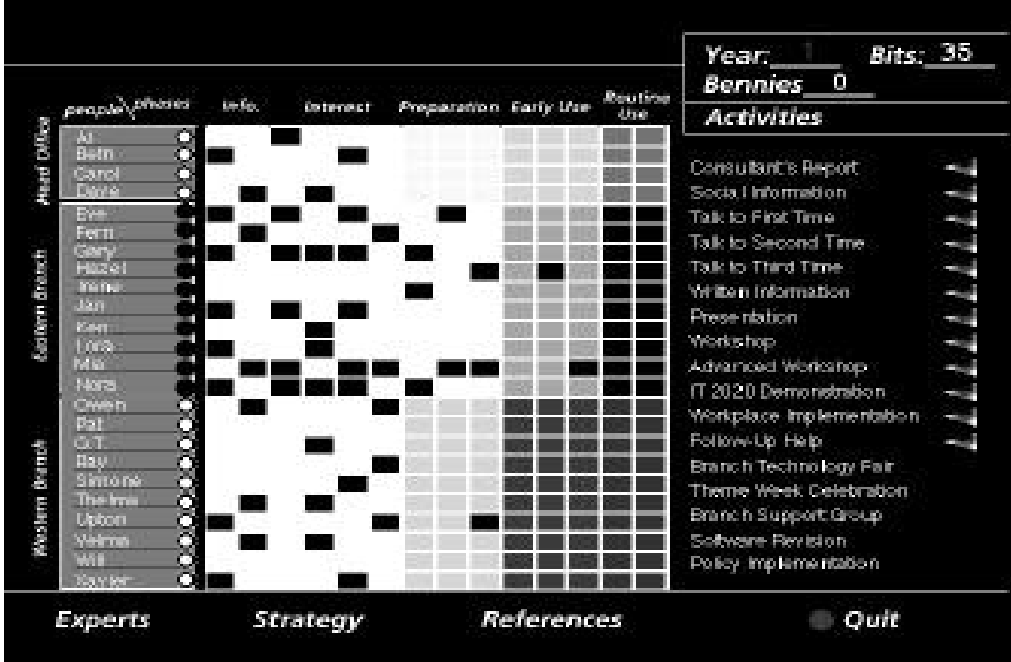 Year: 1 Bits: 35
Bennies 0
Activities
people \ phases Info. Interest Preparation Early Use Routine Use
Head Office
Al
Beth
Carol
Dave
Eastern Branch
Eve
Fern
Gary
Hazel
Irene
Jan
Ken
Lora
Mia
Nora
Western Branch
Owen
Pat
Q.T.
Ray
Simone
Thelma
Upton
Velma
Will
Xavier
Consultant's Report
Social Information
Talk to First Time
Talk to Second Time
Talk to Third Time
Written Information
Presentation
Workshop
Advanced Workshop
IT 2020 Demonstration
Workplace Implementation
Follow-Up Help
Branch Technology Fair
Theme Week Celebration
Branch Support Group
Software Revision
Policy Implementation
Experts Strategy References Quit